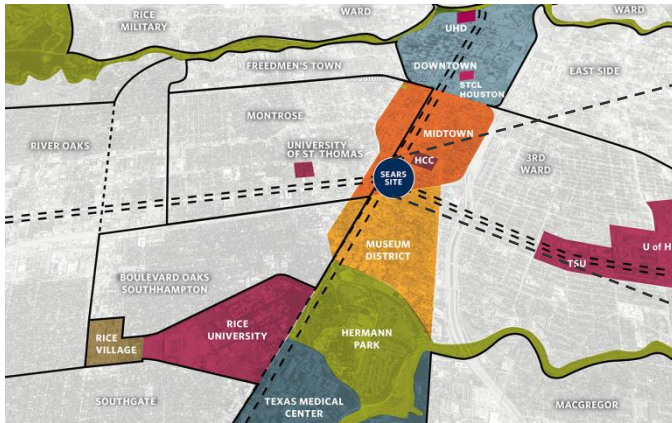 RICE
MILITARY
WARD
UHD
WARD
FREEDMEN'S TOWN
DOWNTOWN
STCL
HOUSTON
EAST SIDE
MONTROSE
MIDTOWN
RIVER OAKS
UNIVERSITY
OF ST. THOMAS
HCC
3RD
WARD
SEARS
SITE
MUSEUM
DISTRICT
U of H
TSU
BOULEVARD OAKS
SOUTHHAMPTON
RICE
UNIVERSITY
HERMANN
PARK
RICE
VILLAGE
SOUTHGATE
TEXAS MEDICAL
CENTER
MACGREGOR